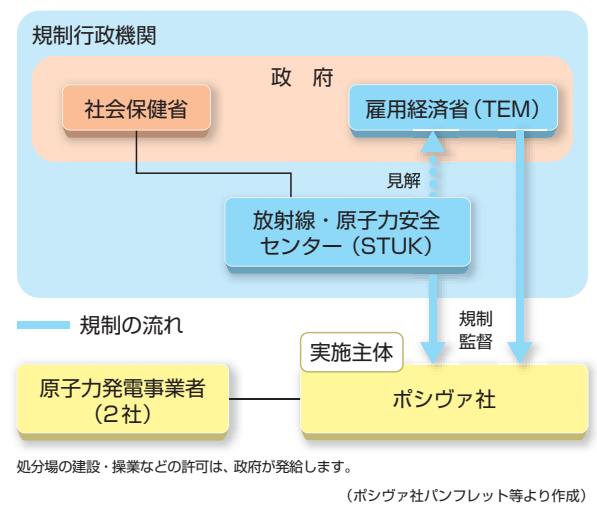 規制行政機関
政　府
社会保健省
雇用経済省（TEM）
見解
放射線・原子力安全
センター（STUK）
規制の流れ
規制
監督
実施主体
原子力発電事業者
（2社）
ポシヴァ社
処分場の建設・操業などの許可は、政府が発給します。
（ポシヴァ社パンフレット等より作成）